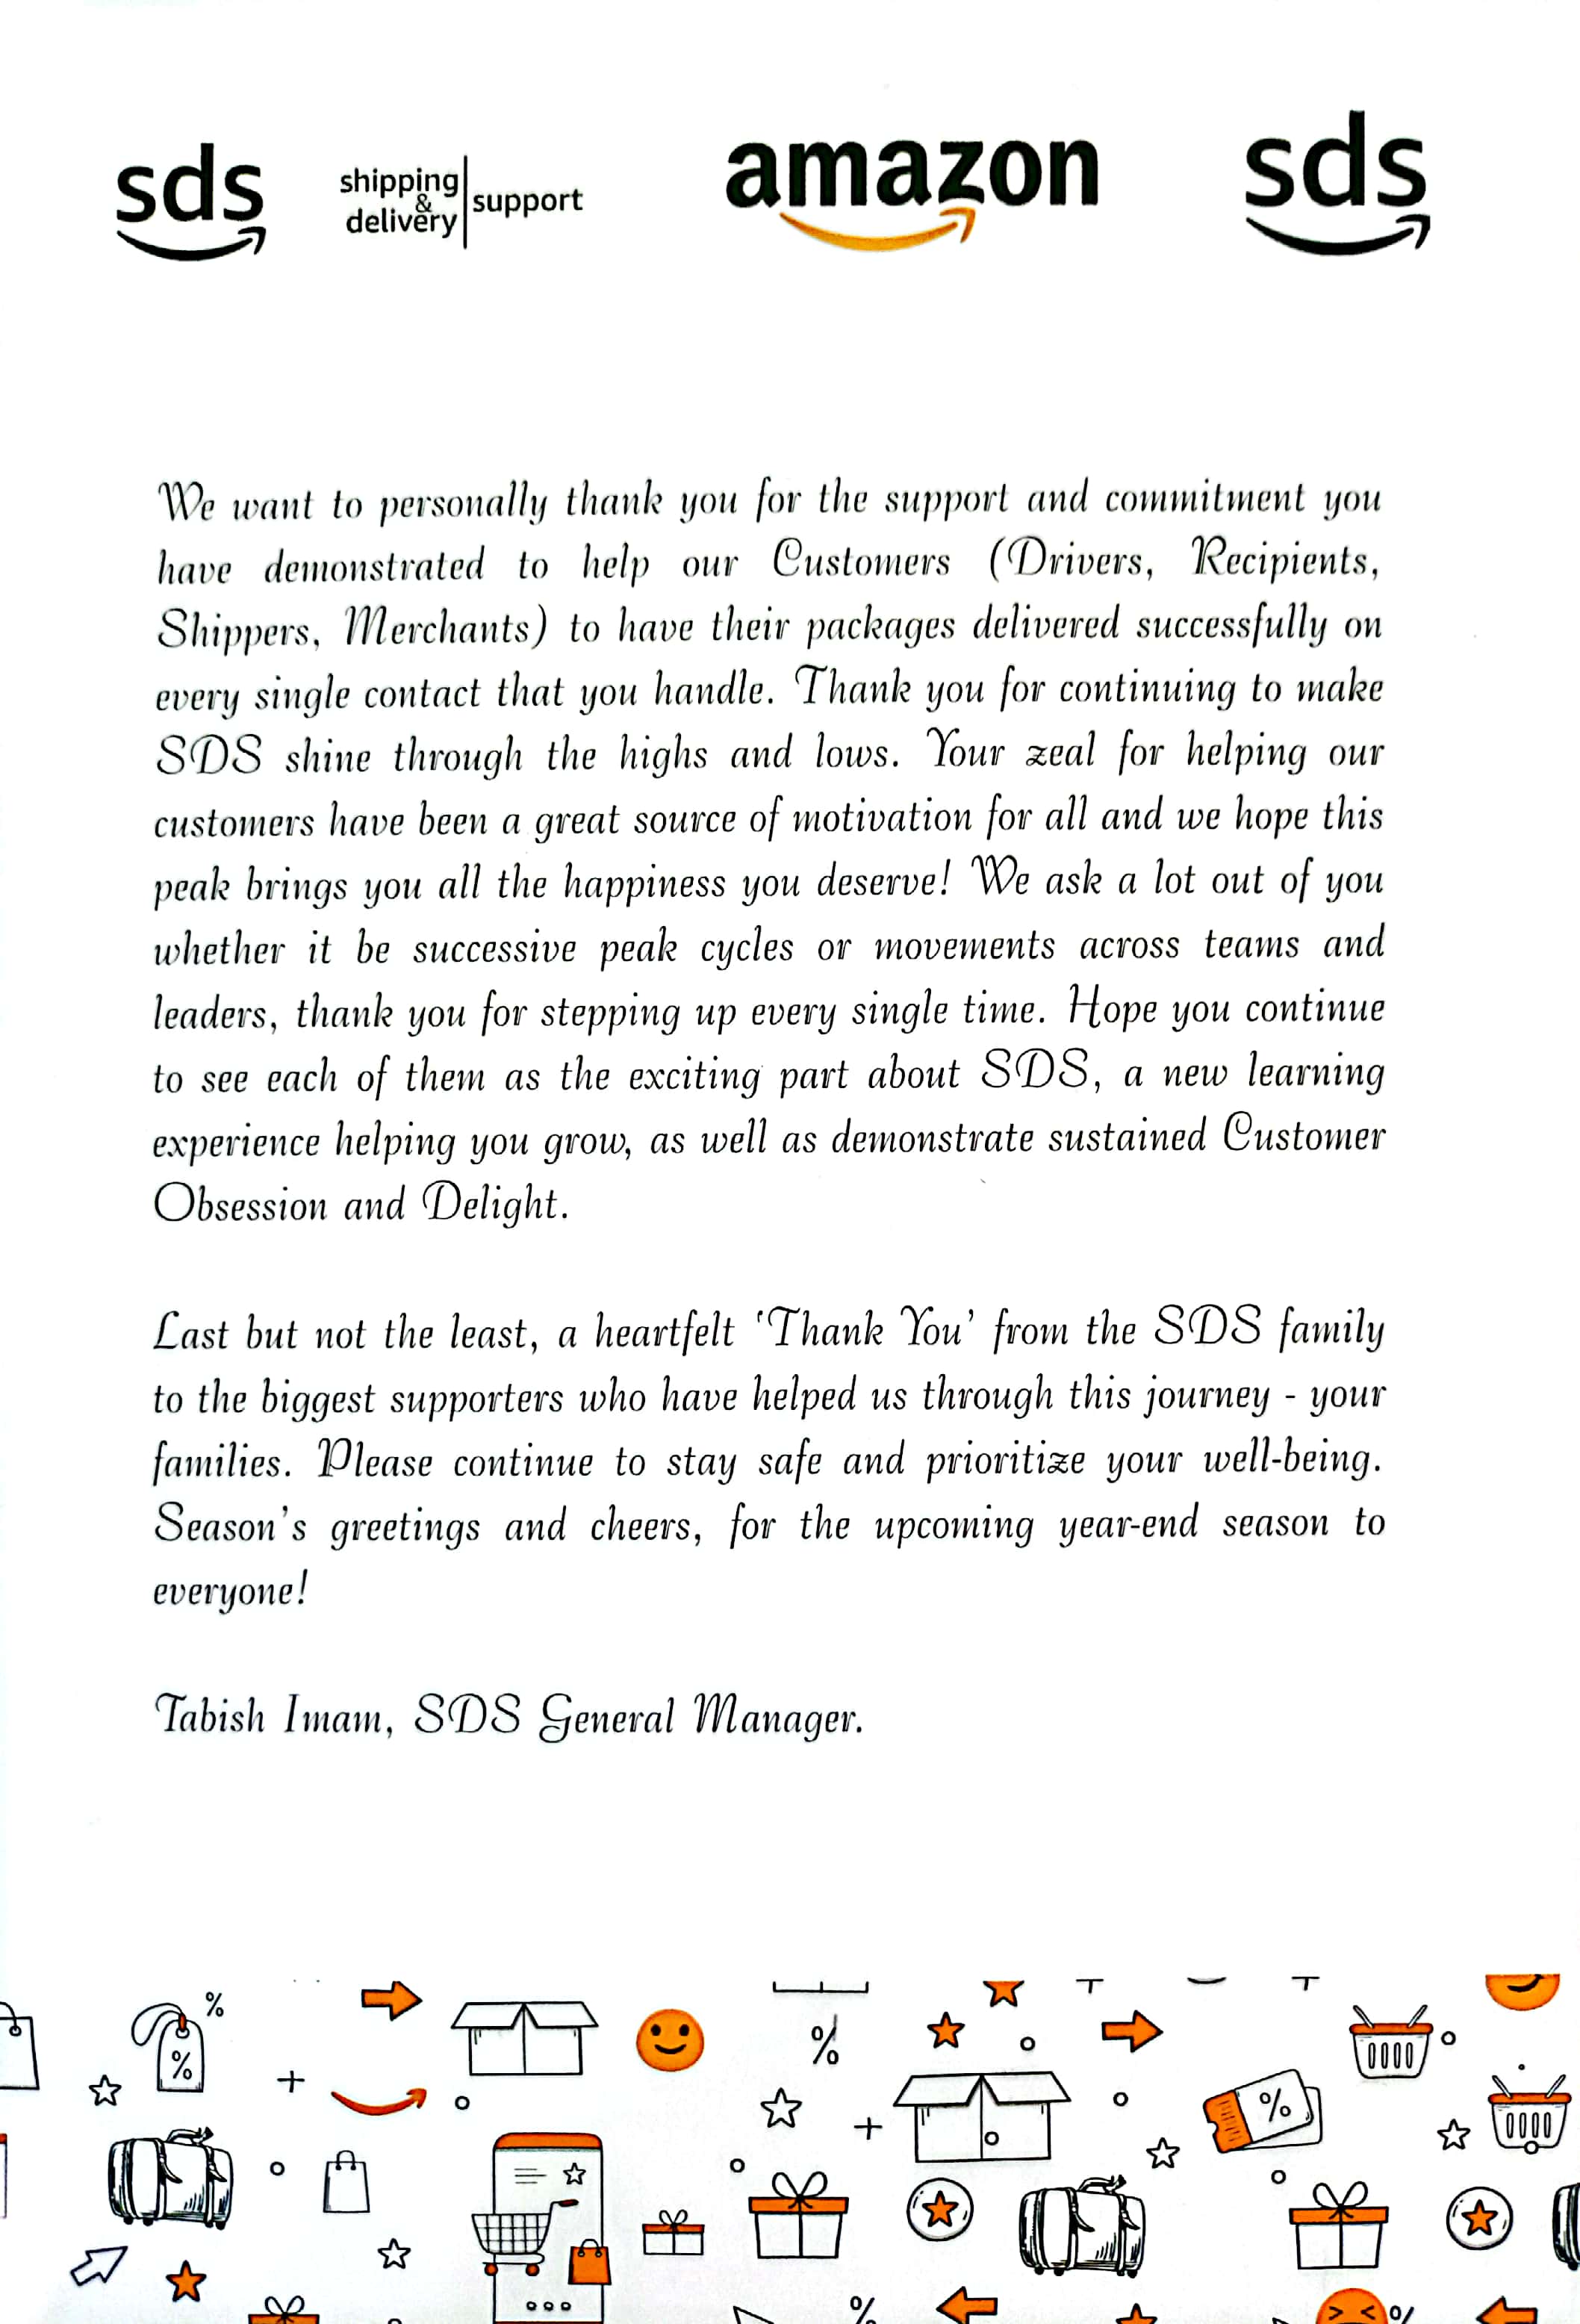 sds
shipping
&
delivery
support
amazon
sds
We want to personally thank you for the support and commitment you
have demonstrated to help our Customers (Drivers, Recipients,
Shippers, Merchants) to have their packages delivered successfully on
every single contact that you handle. Thank you for continuing to make
SDS shine through the highs and lows. Your zeal for helping our
customers have been a great source of motivation for all and we hope this
peak brings you all the happiness you deserve! We ask a lot out of you
whether it be successive peak cycles or movements across teams and
leaders, thank you for stepping up every single time. Hope you continue
to see each of them as the exciting part about SDS, a new learning
experience helping you grow, as well as demonstrate sustained Customer
Obsession and Delight.
Last but not the least, a heartfelt ‘Thank You’ from the SDS family
to the biggest supporters who have helped us through this journey - your
families. Please continue to stay safe and prioritize your well-being.
Season’s greetings and cheers, for the upcoming year-end season to
everyone!
Tabish Imam, SDS General Manager.
%
%
%
%
%
%